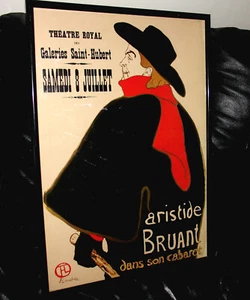 THEATRE ROYAL
DES
Galeries Saint-Hubert
SAMEDI 8 JUILLET
aristide
BRUANT
dans son cabaret